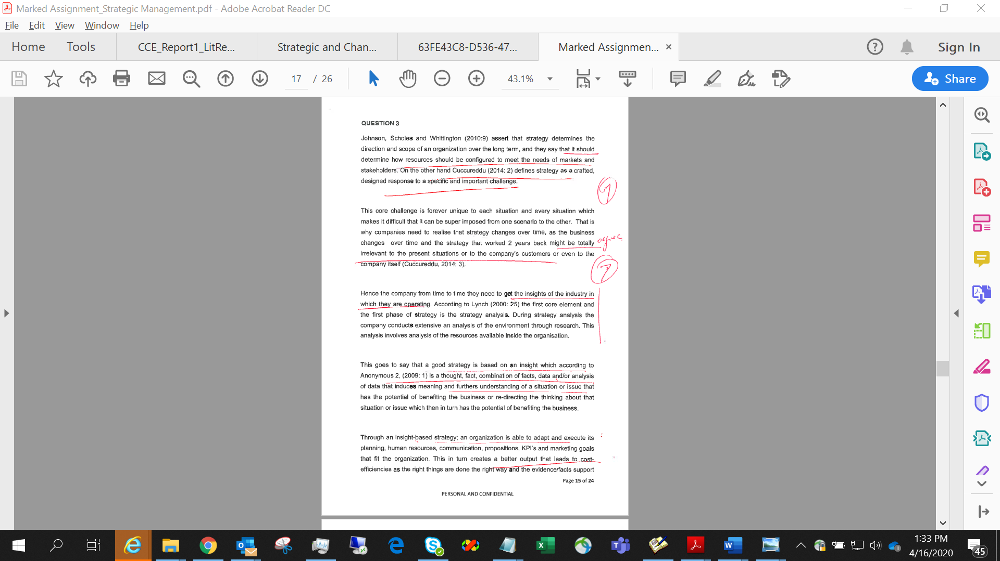 Marked Assignment_Strategic Management.pdf - Adobe Acrobat Reader DC
File Edit View Window Help
Home Tools CCE_Report1_LitRe... Strategic and Chan... 63FE43C8-D536-47... Marked Assignmen... × Sign In
17 / 26 43.1% Share
QUESTION 3
Johnson, Scholes and Whittington (2010:9) assert that strategy determines the
direction and scope of an organization over the long term, and they say that it should
determine how resources should be configured to meet the needs of markets and
stakeholders. On the other hand Cuccureddu (2014: 2) defines strategy as a crafted,
designed response to a specific and important challenge.
This core challenge is forever unique to each situation and every situation which
makes it difficult that it can be super imposed from one scenario to the other. That is
why companies need to realise that strategy changes over time, as the business
changes over time and the strategy that worked 2 years back might be totally
irrelevant to the present situations or to the company's customers or even to the
company itself (Cuccureddu, 2014: 3).
Hence the company from time to time they need to get the insights of the industry in
which they are operating. According to Lynch (2000: 25) the first core element and
the first phase of strategy is the strategy analysis. During strategy analysis the
company conducts extensive an analysis of the environment through research. This
analysis involves analysis of the resources available inside the organisation.
This goes to say that a good strategy is based on an insight which according to
Anonymous 2, (2009: 1) is a thought, fact, combination of facts, data and/or analysis
of data that induces meaning and furthers understanding of a situation or issue that
has the potential of benefiting the business or re-directing the thinking about that
situation or issue which then in turn has the potential of benefiting the business.
Through an insight-based strategy; an organization is able to adapt and execute its
planning, human resources, communication, propositions, KPI's and marketing goals
that fit the organization. This in turn creates a better output that leads to cost-
efficiencies as the right things are done the right way and the evidence/facts support
Page 15 of 24
PERSONAL AND CONFIDENTIAL
1:33 PM
4/16/2020
45